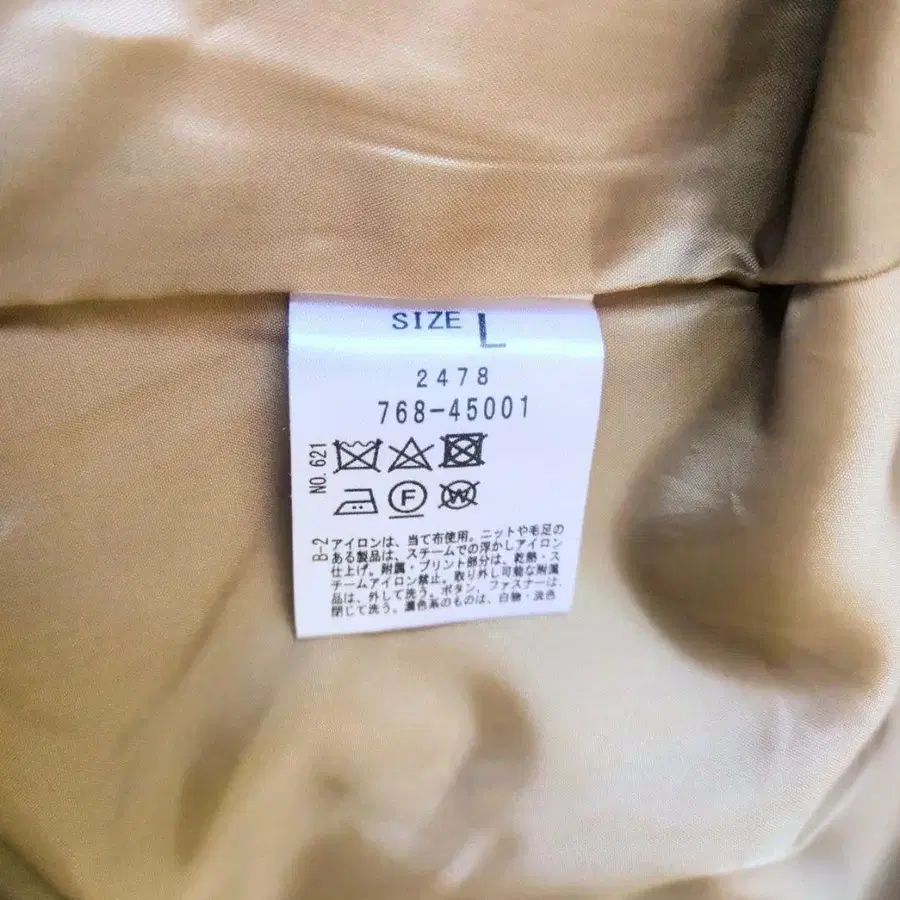 SIZE L
2478
768-45001
NO.621
F
W
B-2
アイロンは、当て布使用。ニットや毛足の
ある製品は、スチームでの浮かしアイロン
仕上げ。附属・プリント部分は、乾熱・ス
チームアイロン禁止。取り外し可能な附属
品は、外して洗う。ボタン、ファスナーは、
閉じて洗う。濃色系のものは、白物・淡色